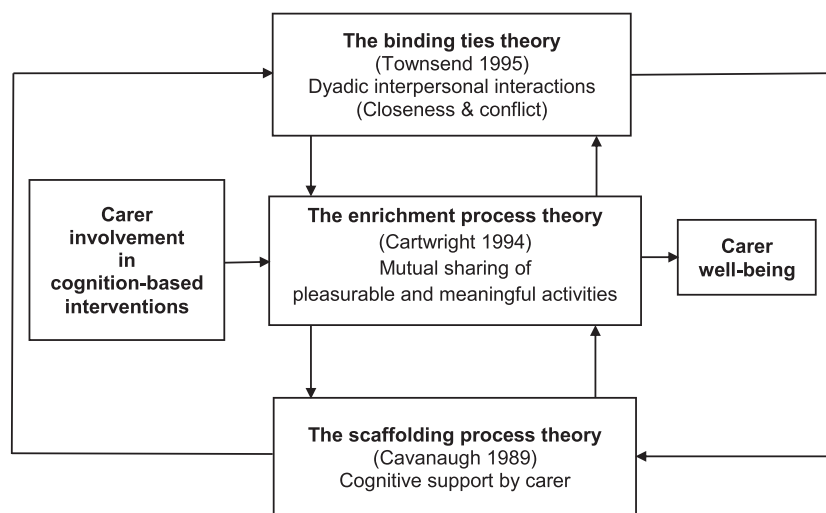 The binding ties theory
(Townsend 1995)
Dyadic interpersonal interactions
(Closeness & conflict)
Carer
involvement
in
cognition-based
interventions
The enrichment process theory
(Cartwright 1994)
Mutual sharing of
pleasurable and meaningful activities
Carer
well-being
The scaffolding process theory
(Cavanaugh 1989)
Cognitive support by carer